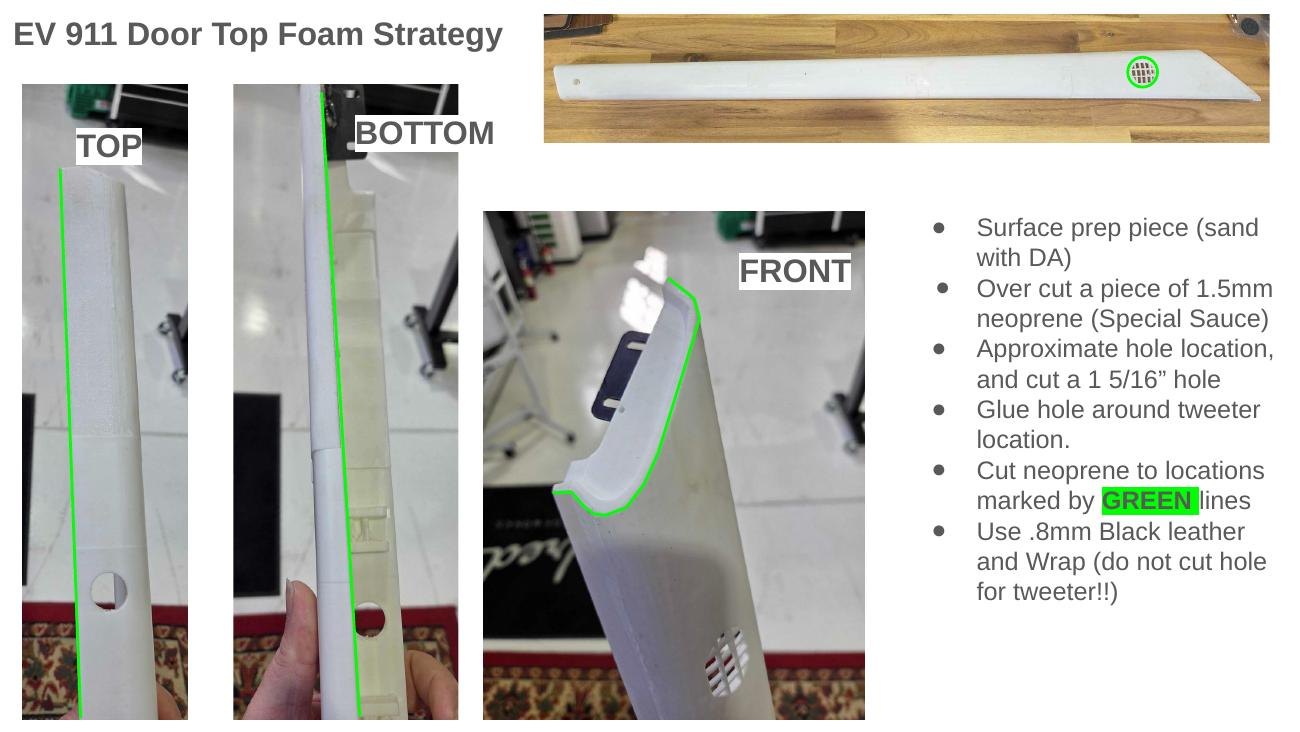 EV 911 Door Top Foam Strategy
TOP
BOTTOM
FRONT
● Surface prep piece (sand
with DA)
● Over cut a piece of 1.5mm
neoprene (Special Sauce)
● Approximate hole location,
and cut a 1 5/16” hole
● Glue hole around tweeter
location.
● Cut neoprene to locations
marked by GREEN lines
● Use .8mm Black leather
and Wrap (do not cut hole
for tweeter!!)